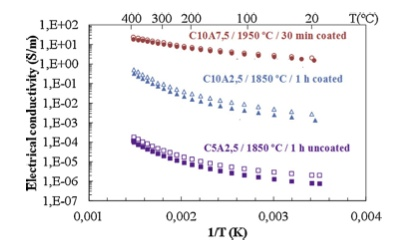 400 300 200 100 20 T(°C)
1,E+02
1,E+01
1,E+00
1,E-01
1,E-02
1,E-03
1,E-04
1,E-05
1,E-06
1,E-07
Electrical conductivity (S/m)
C10A7,5 / 1950 °C / 30 min coated
C10A2,5 / 1850 °C / 1 h coated
C5A2,5 / 1850 °C / 1 h uncoated
0,001 0,002 0,003 0,004
1/T (K)